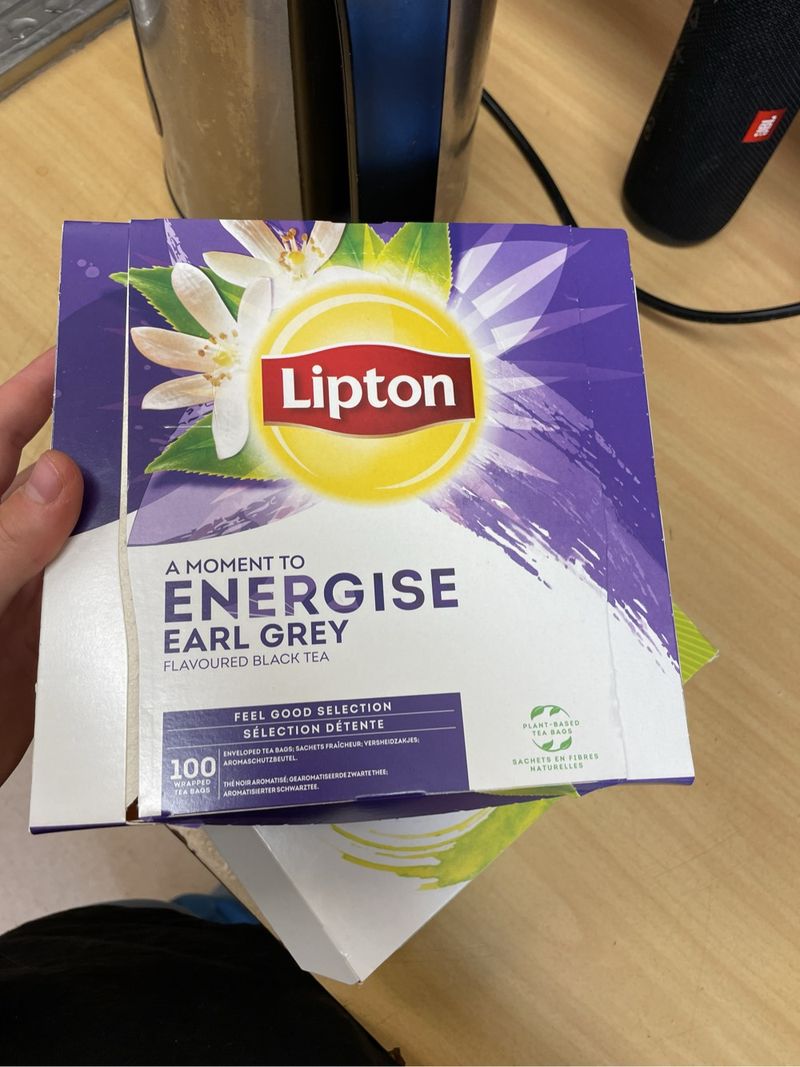 JBL
Lipton
A MOMENT TO
ENERGISE
EARL GREY
FLAVOURED BLACK TEA
FEEL GOOD SELECTION
SÉLECTION DÉTENTE
100
WRAPPED
TEA BAGS
ENVELOPED TEA BAGS; SACHETS FRAÎCHEUR; VERSHEIDZAKJES;
AROMASCHUTZBEUTEL.
THÉ NOIR AROMATISÉ; GEAROMATISEERDE ZWARTE THEE;
AROMATISIERTER SCHWARZTEE.
PLANT-BASED
TEA BAGS
SACHETS EN FIBRES
NATURELLES